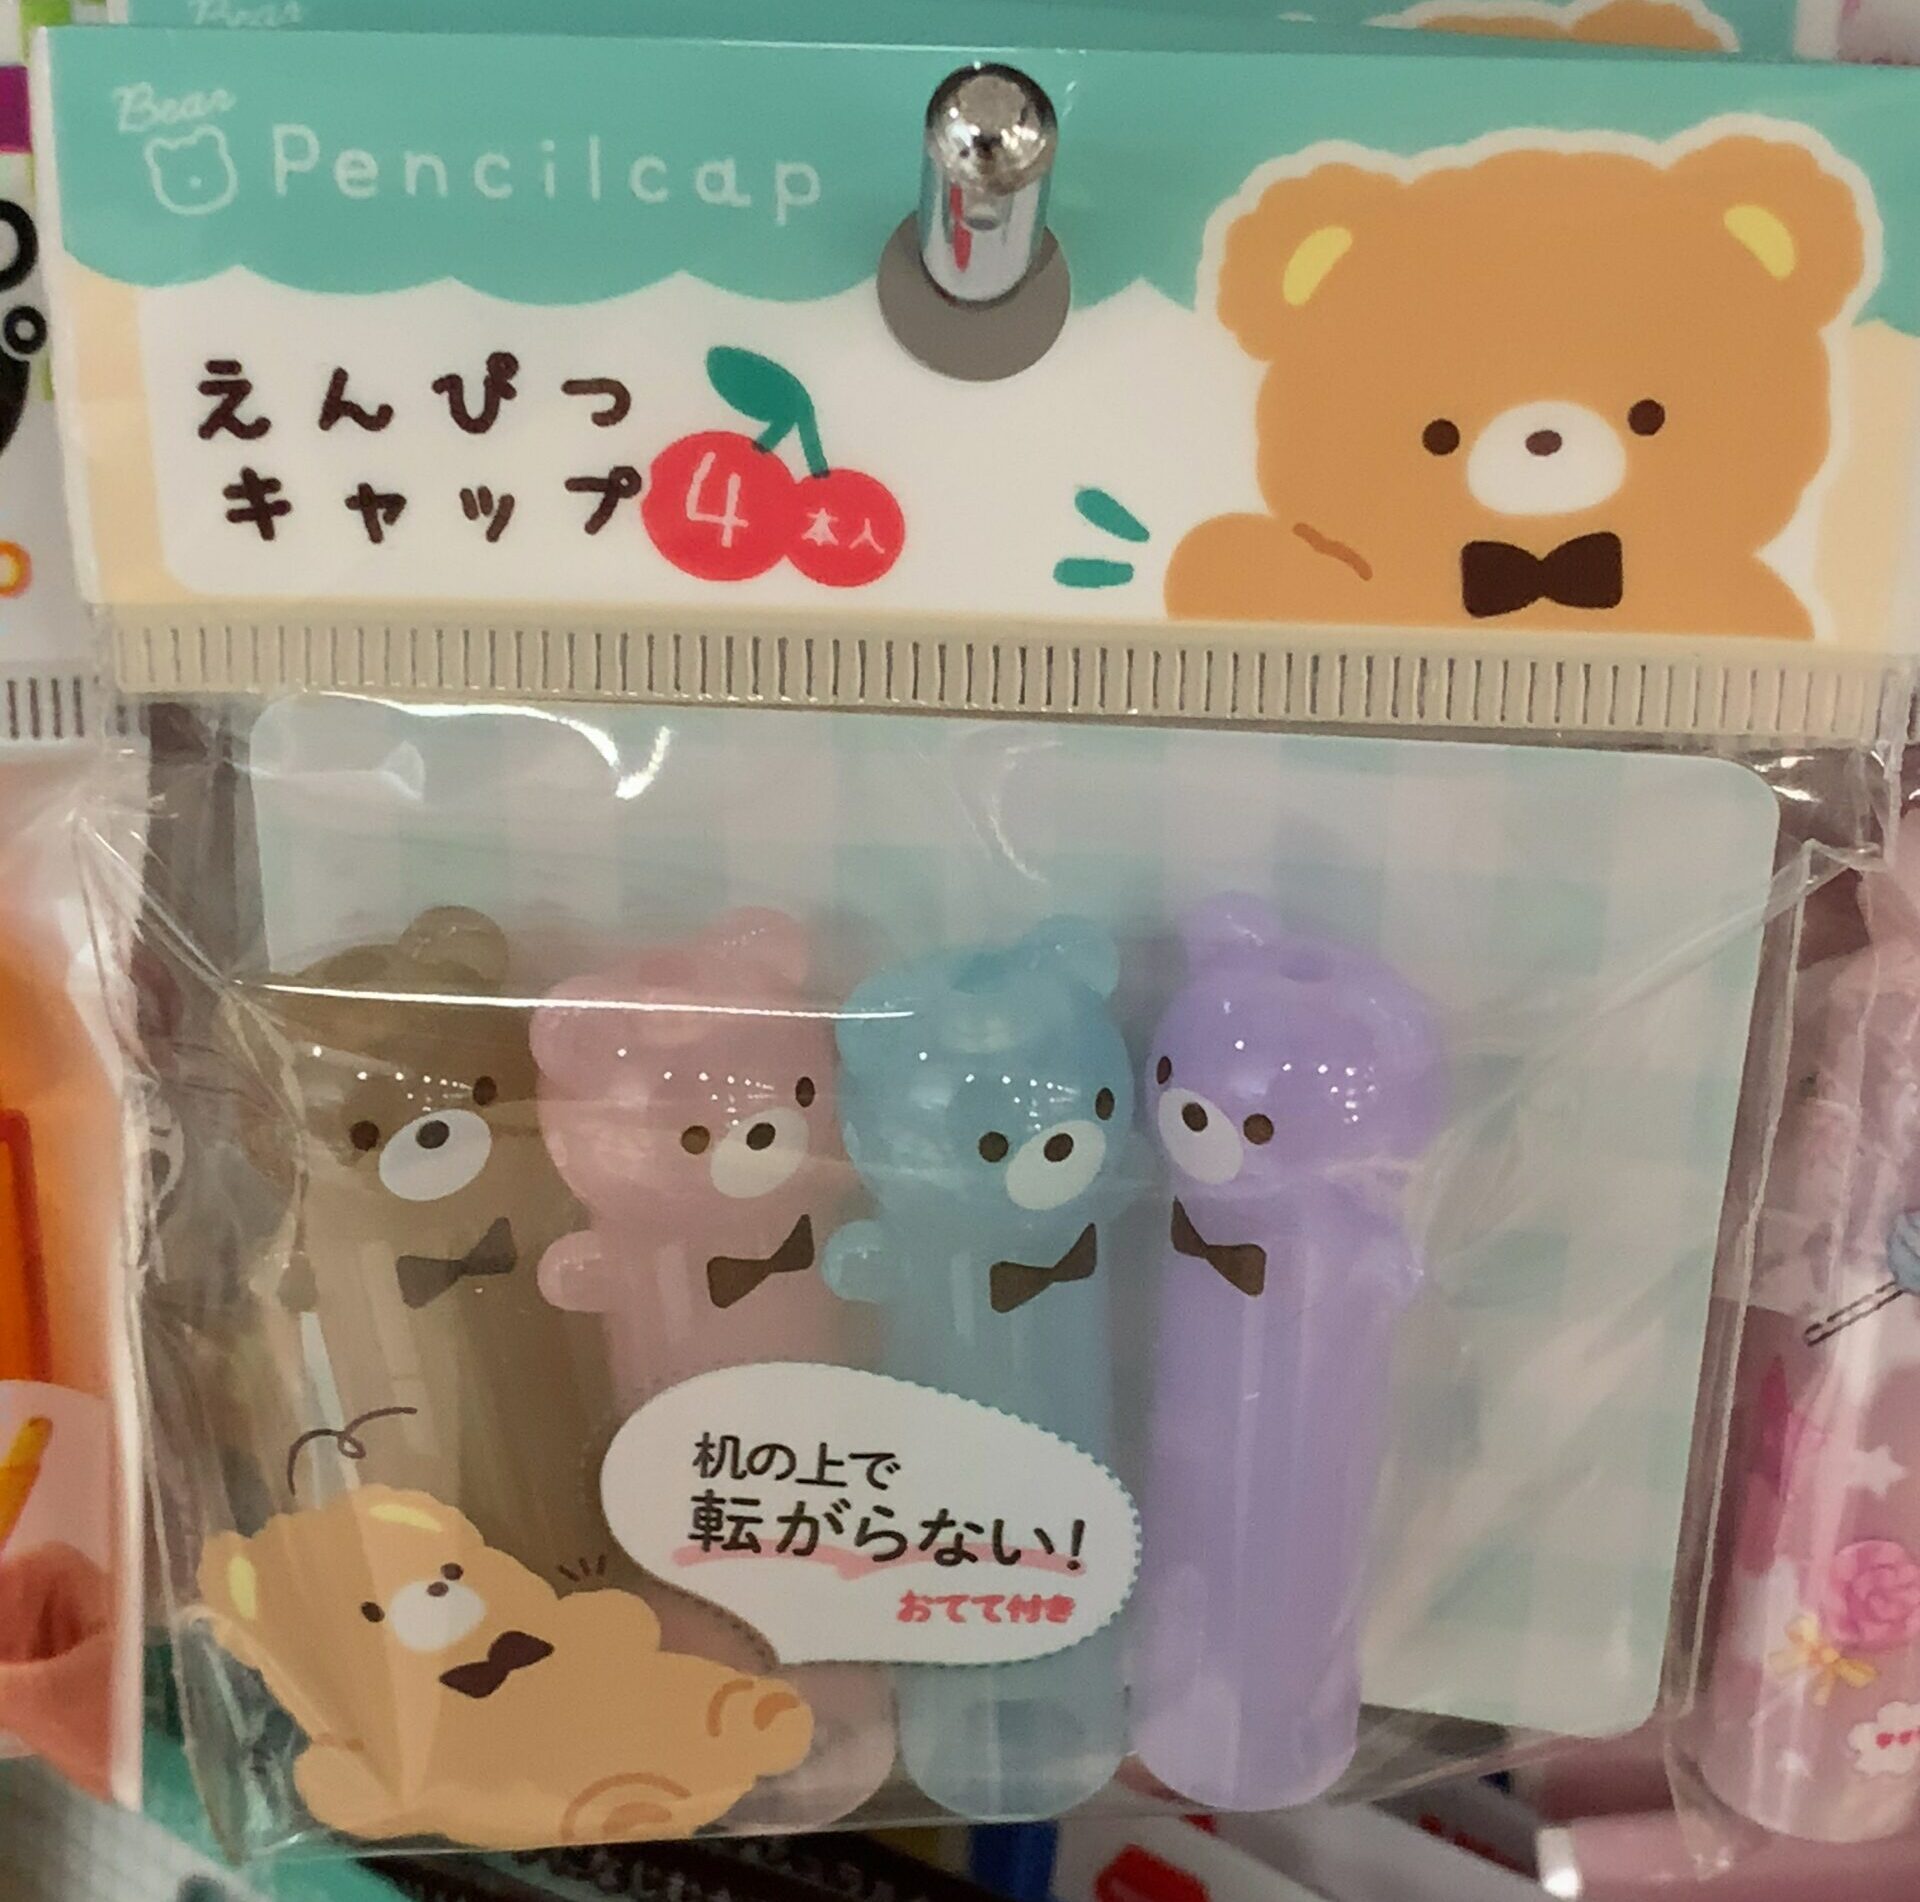 Bear
Pencilcap
えんぴつ
キャップ
4
本入
机の上で
転がらない!
おてて付き